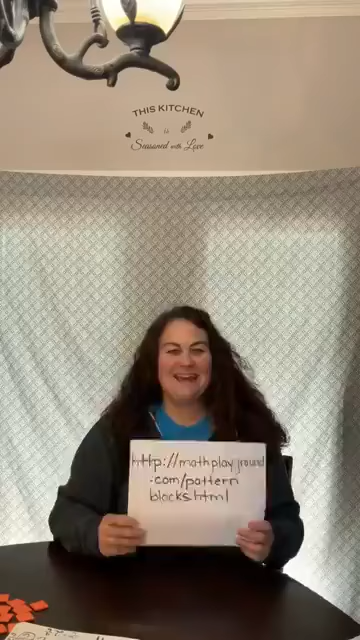 THIS KITCHEN
is
Seasoned with Love
http://mathplayground
.com/pattern
blocks.html